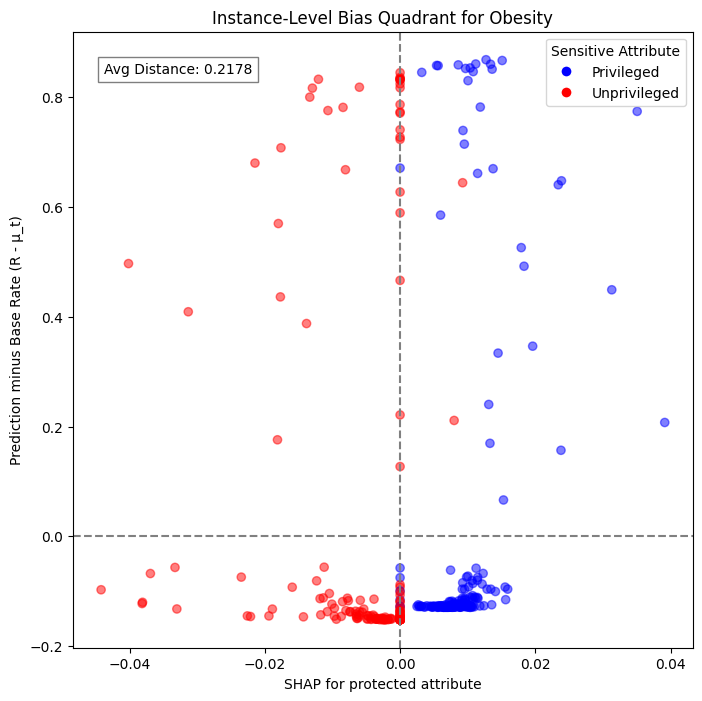 Instance-Level Bias Quadrant for Obesity
Avg Distance: 0.2178
Sensitive Attribute
Privileged
Unprivileged
Prediction minus Base Rate (R - μ_t)
0.8
0.6
0.4
0.2
0.0
−0.2
−0.04
−0.02
0.00
0.02
0.04
SHAP for protected attribute